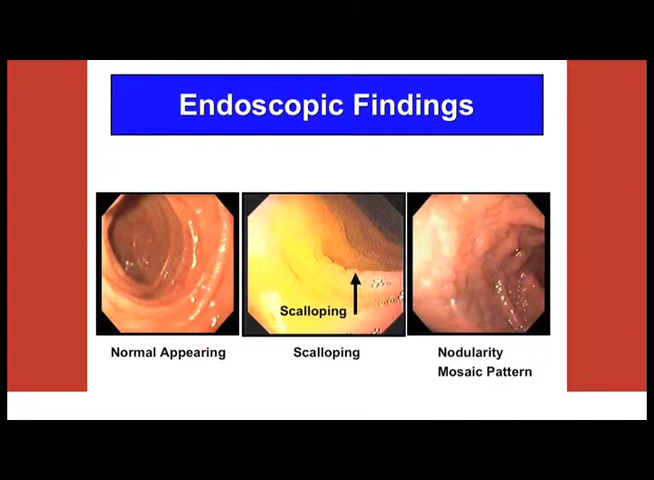 Endoscopic Findings
Scalloping
Normal Appearing
Scalloping
Nodularity
Mosaic Pattern